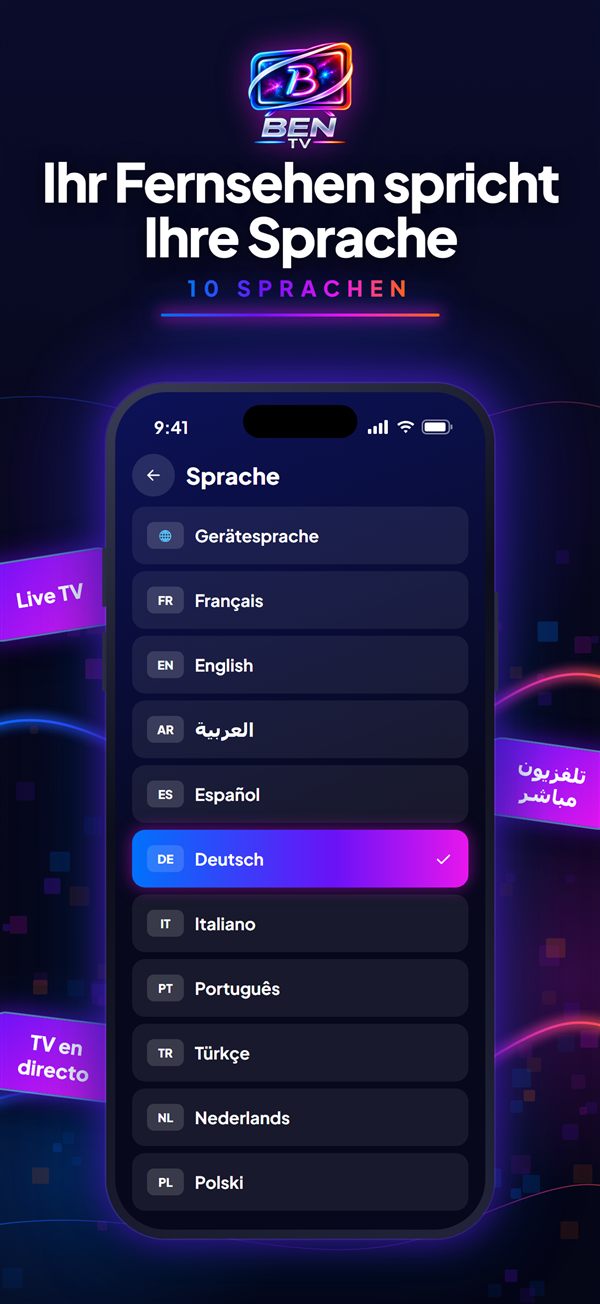 B
BEN
TV
Ihr Fernsehen spricht
Ihre Sprache
10 SPRACHEN
9:41
Sprache
Gerätesprache
FR Français
EN English
AR العربية
ES Español
DE Deutsch
IT Italiano
PT Português
TR Türkçe
NL Nederlands
PL Polski
Live TV
تلفزيون
مباشر
TV en
directo